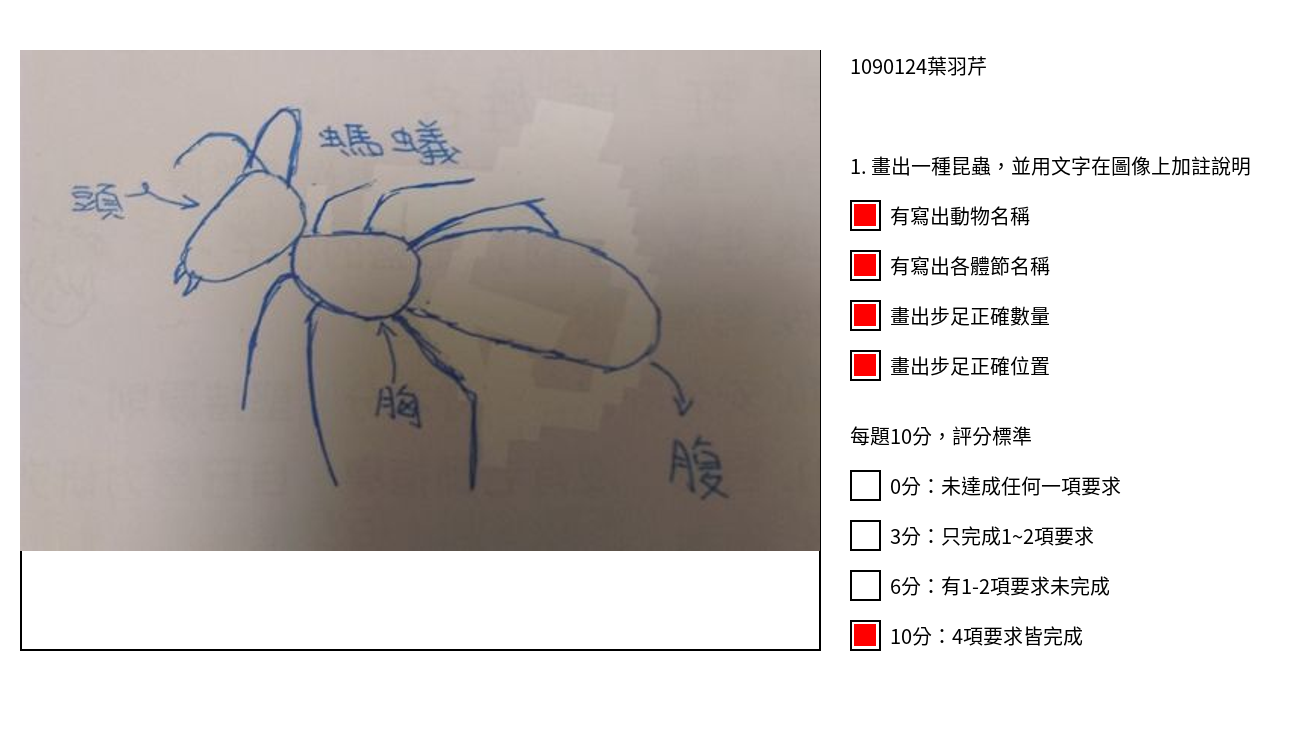 螞蟻
頭
胸
腹
1090124葉羽芹
1. 畫出一種昆蟲，並用文字在圖像上加註說明
有寫出動物名稱
有寫出各體節名稱
畫出步足正確數量
畫出步足正確位置
每題10分，評分標準
0分：未達成任何一項要求
3分：只完成1~2項要求
6分：有1-2項要求未完成
10分：4項要求皆完成